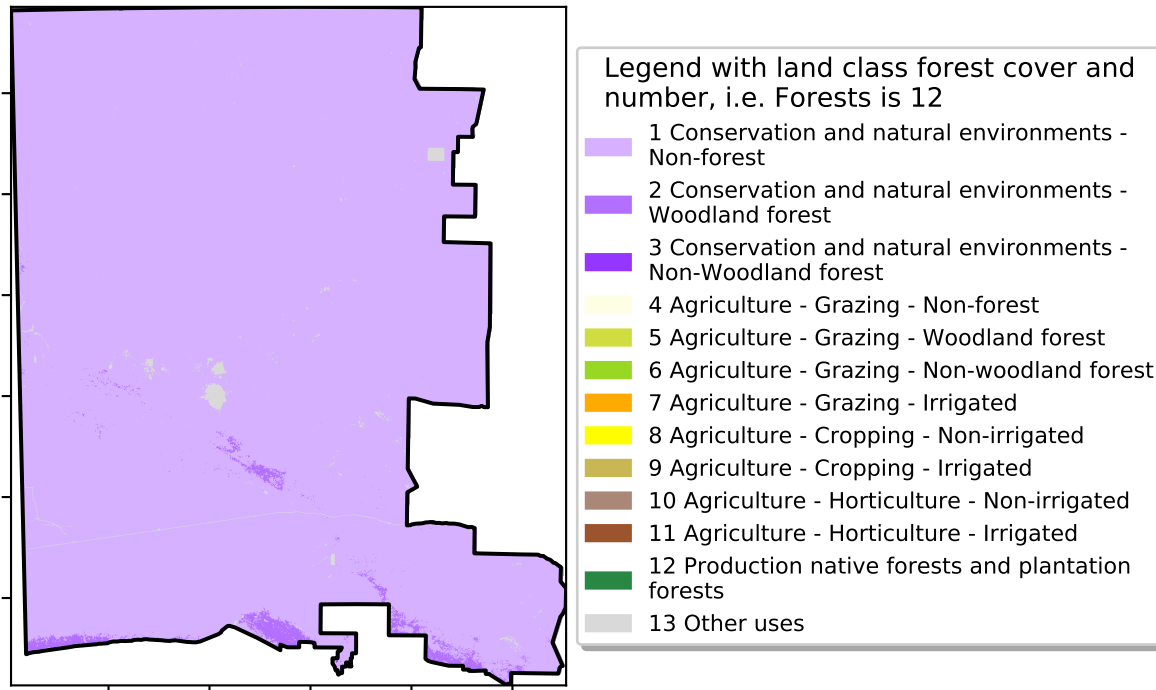 Legend with land class forest cover and
number, i.e. Forests is 12
1 Conservation and natural environments -
Non-forest
2 Conservation and natural environments -
Woodland forest
3 Conservation and natural environments -
Non-Woodland forest
4 Agriculture - Grazing - Non-forest
5 Agriculture - Grazing - Woodland forest
6 Agriculture - Grazing - Non-woodland forest
7 Agriculture - Grazing - Irrigated
8 Agriculture - Cropping - Non-irrigated
9 Agriculture - Cropping - Irrigated
10 Agriculture - Horticulture - Non-irrigated
11 Agriculture - Horticulture - Irrigated
12 Production native forests and plantation
forests
13 Other uses